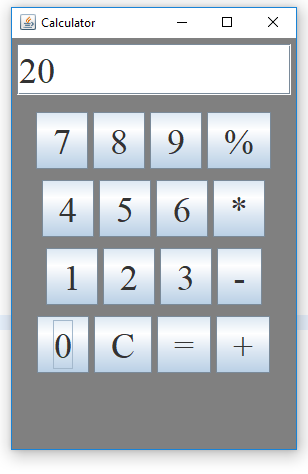 Calculator
20
7 8 9 %
4 5 6 *
1 2 3 -
0 C = +